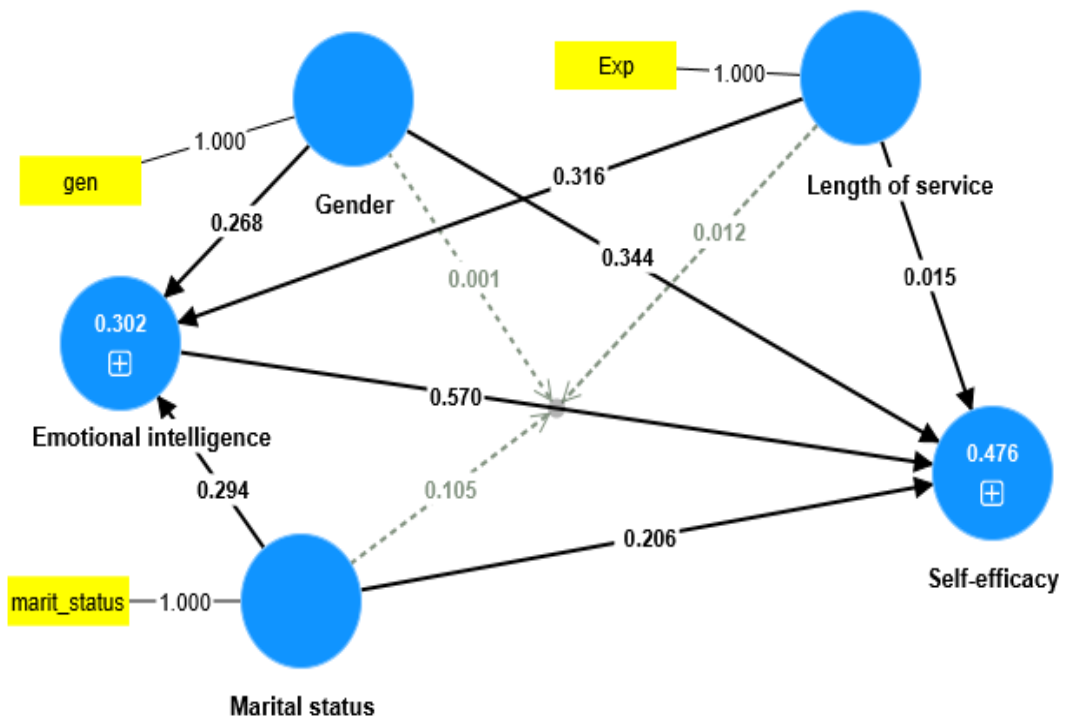 Exp
1.000
1.000
gen
Gender
Length of service
0.316
0.268
0.012
0.344
0.001
0.015
0.302
0.570
Emotional intelligence
0.476
0.294
0.105
0.206
Self-efficacy
marit_status
1.000
Marital status